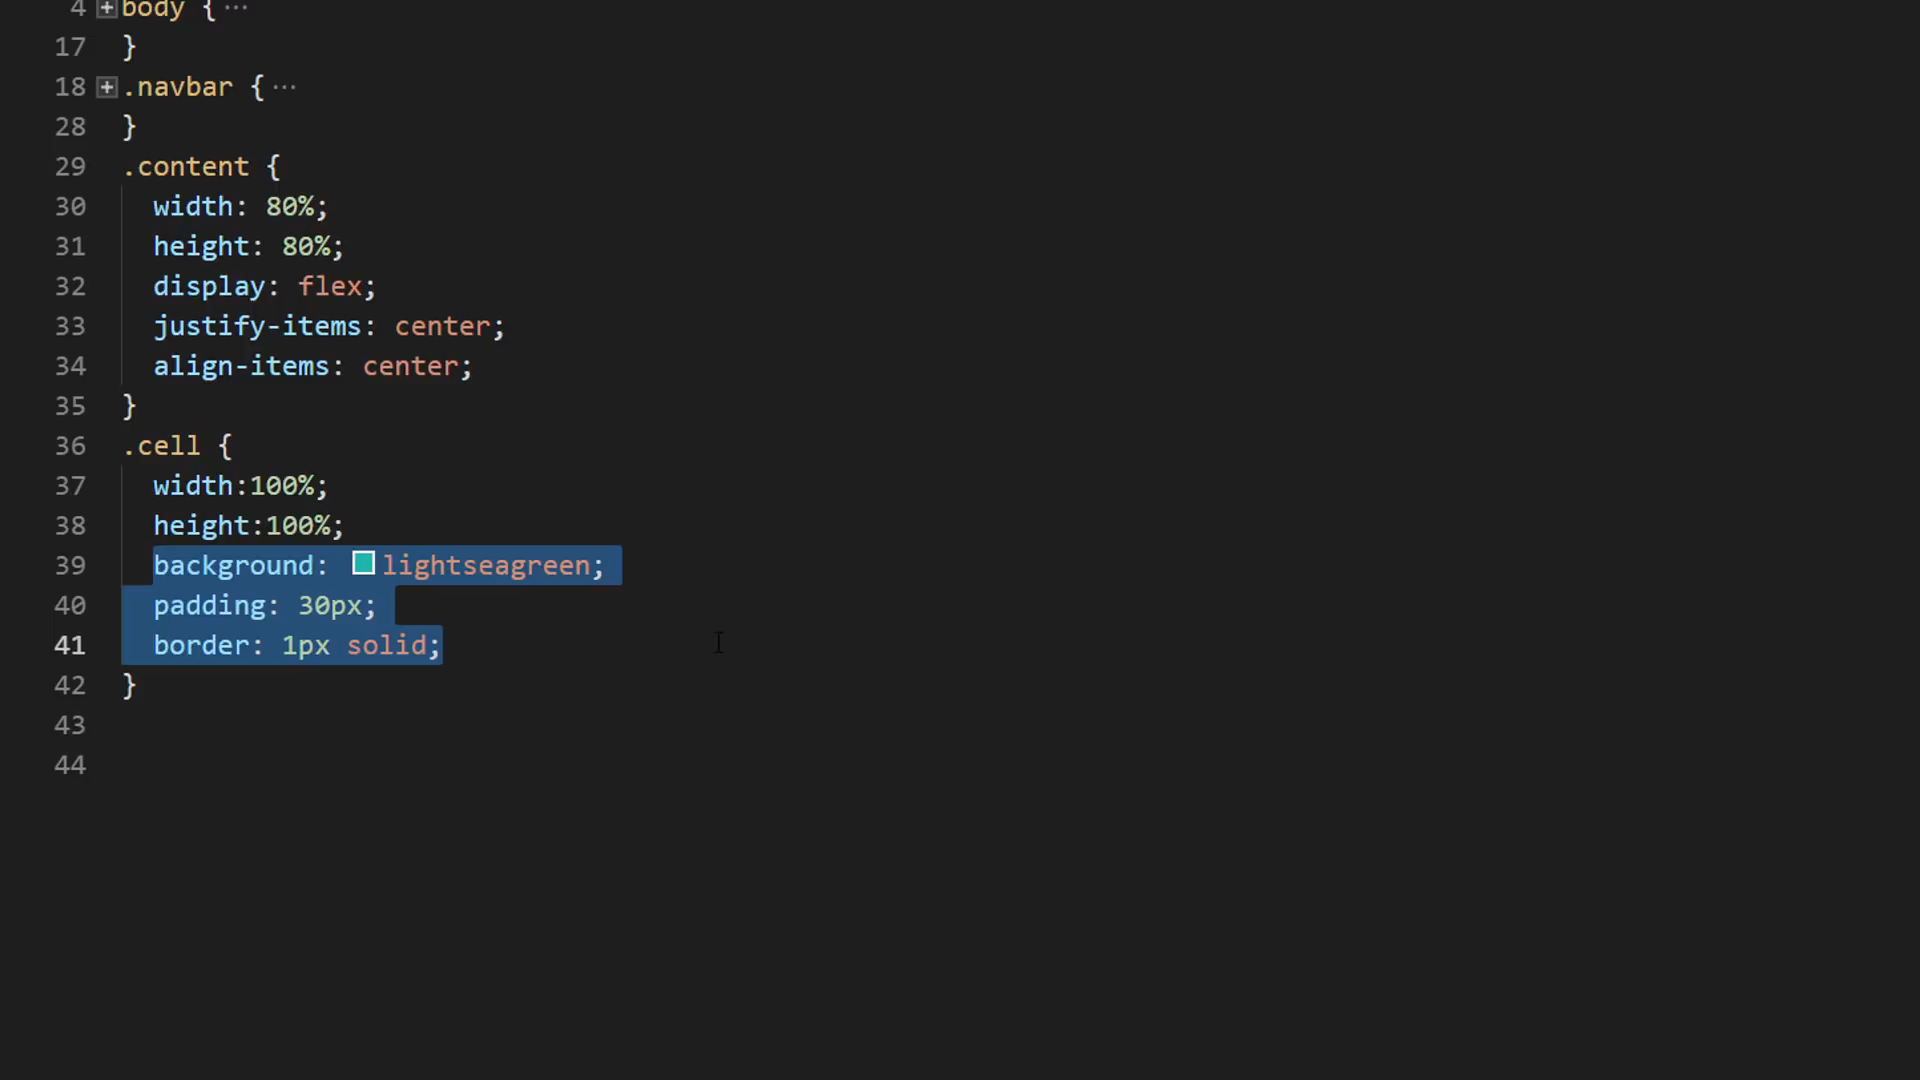 4 body { ...
17 }
18 .navbar { ...
28 }
29 .content {
30 width: 80%;
31 height: 80%;
32 display: flex;
33 justify-items: center;
34 align-items: center;
35 }
36 .cell {
37 width:100%;
38 height:100%;
39 background: lightseagreen;
40 padding: 30px;
41 border: 1px solid;
42 }
43
44